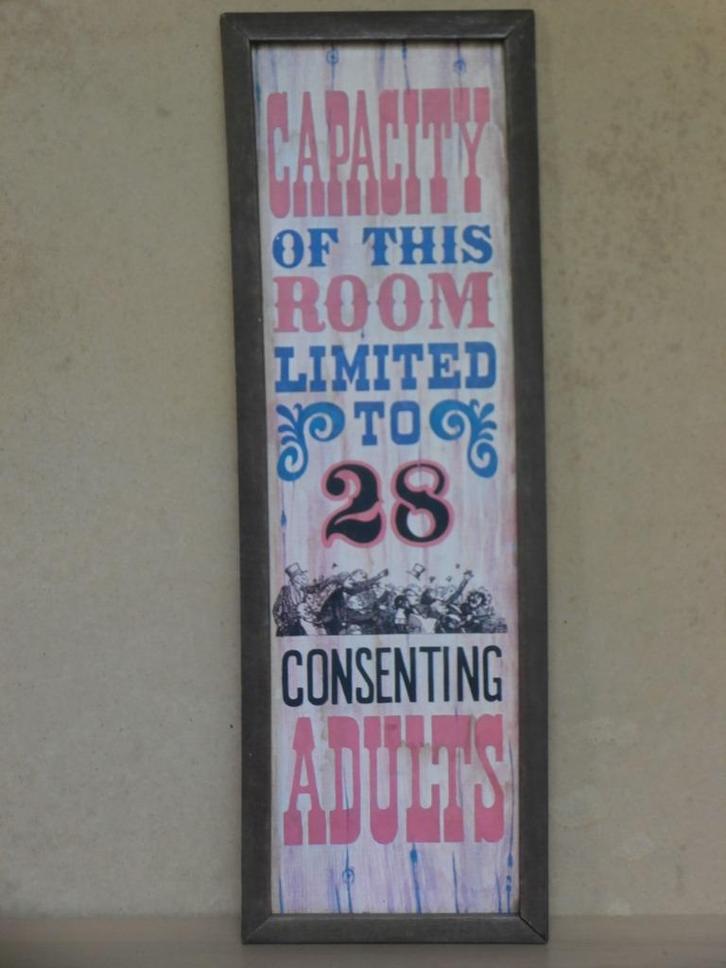 CAPACITY
OF THIS
ROOM
LIMITED
TO
28
CONSENTING
ADULTS